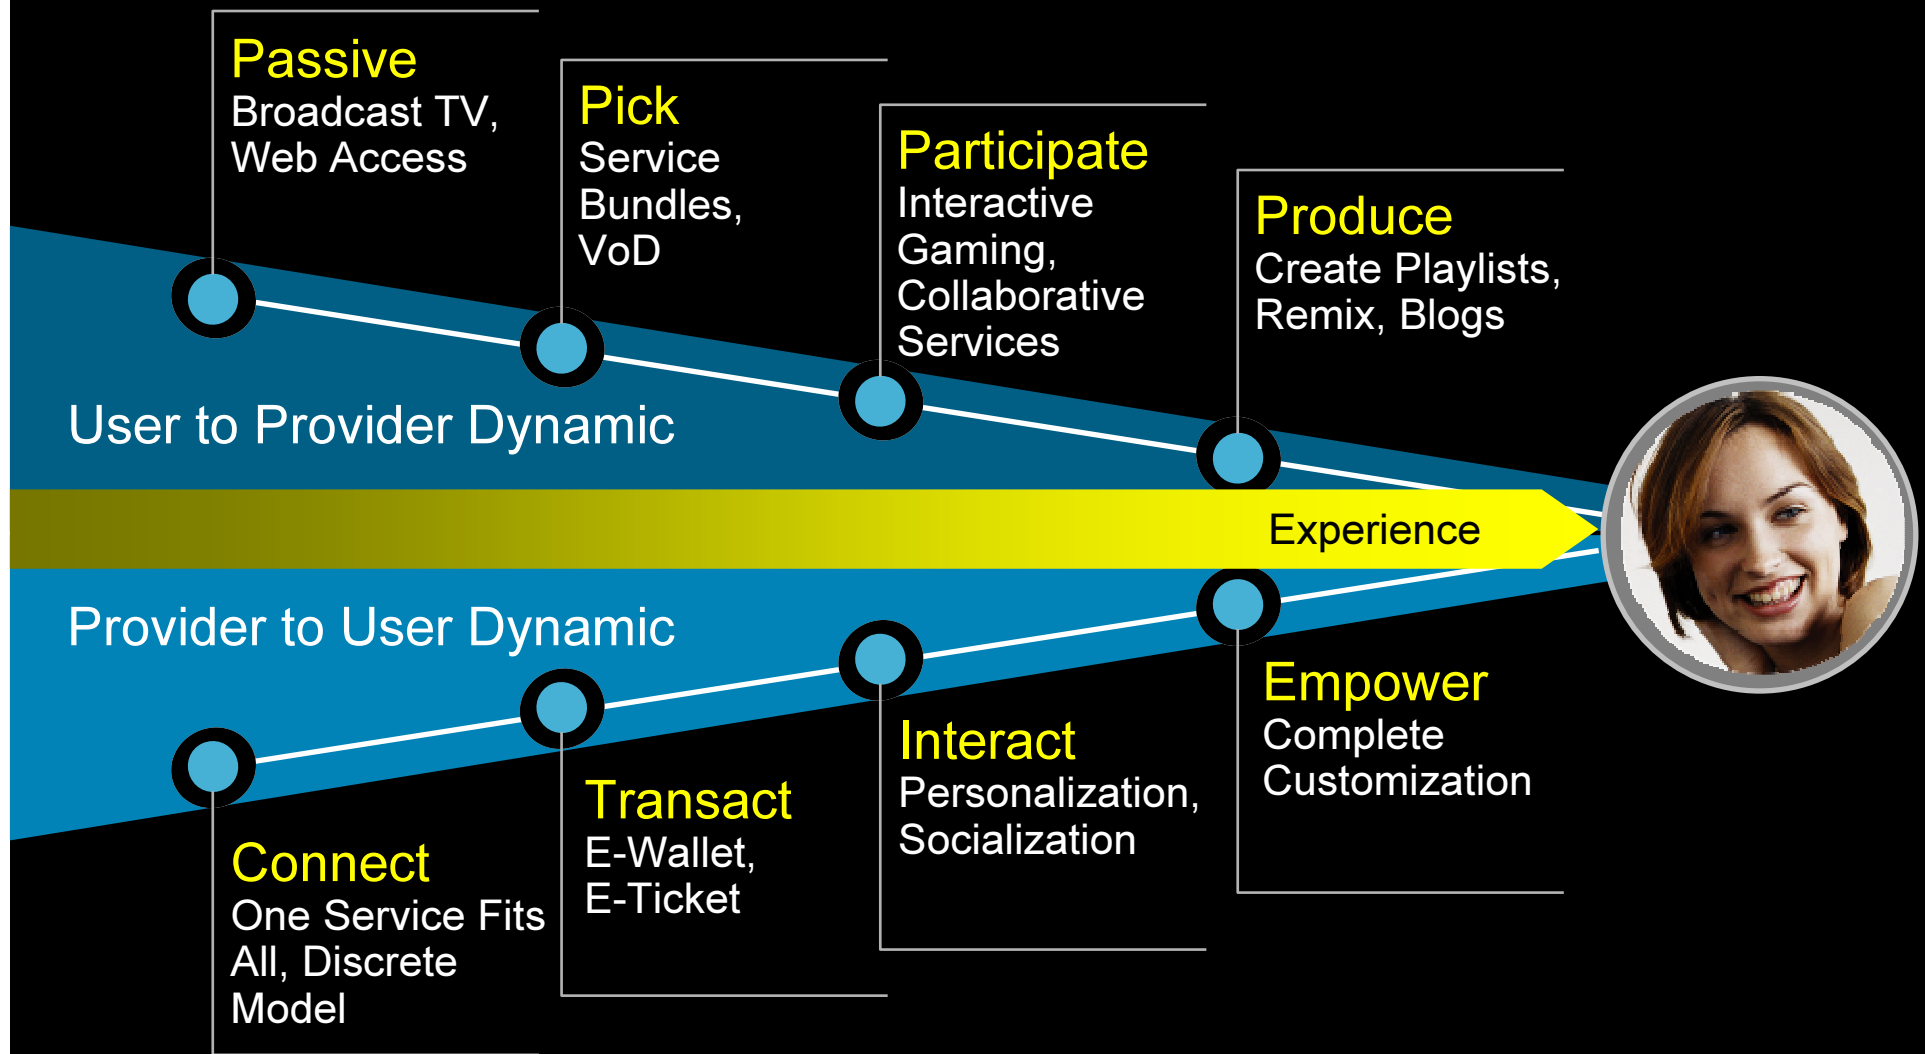 Passive
Broadcast TV,
Web Access
Pick
Service
Bundles,
VoD
Participate
Interactive
Gaming,
Collaborative
Services
Produce
Create Playlists,
Remix, Blogs
User to Provider Dynamic
Experience
Provider to User Dynamic
Connect
One Service Fits
All, Discrete
Model
Transact
E-Wallet,
E-Ticket
Interact
Personalization,
Socialization
Empower
Complete
Customization